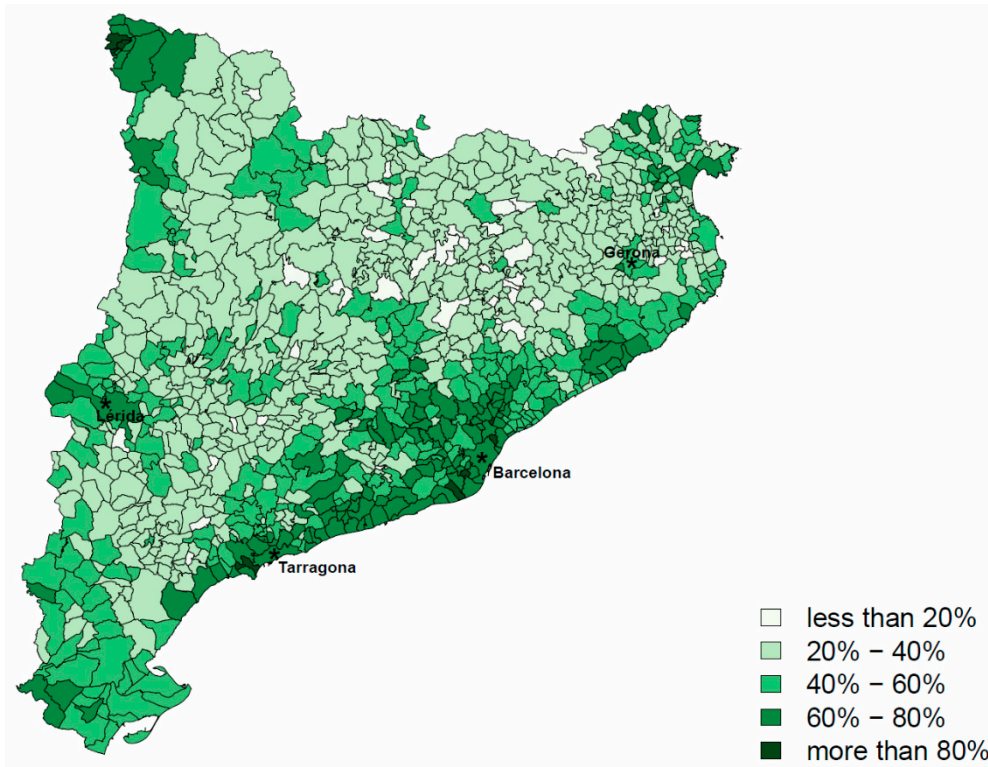 Gerona
*
*
Lérida
*
Barcelona
*
Tarragona
less than 20%
20% − 40%
40% − 60%
60% − 80%
more than 80%